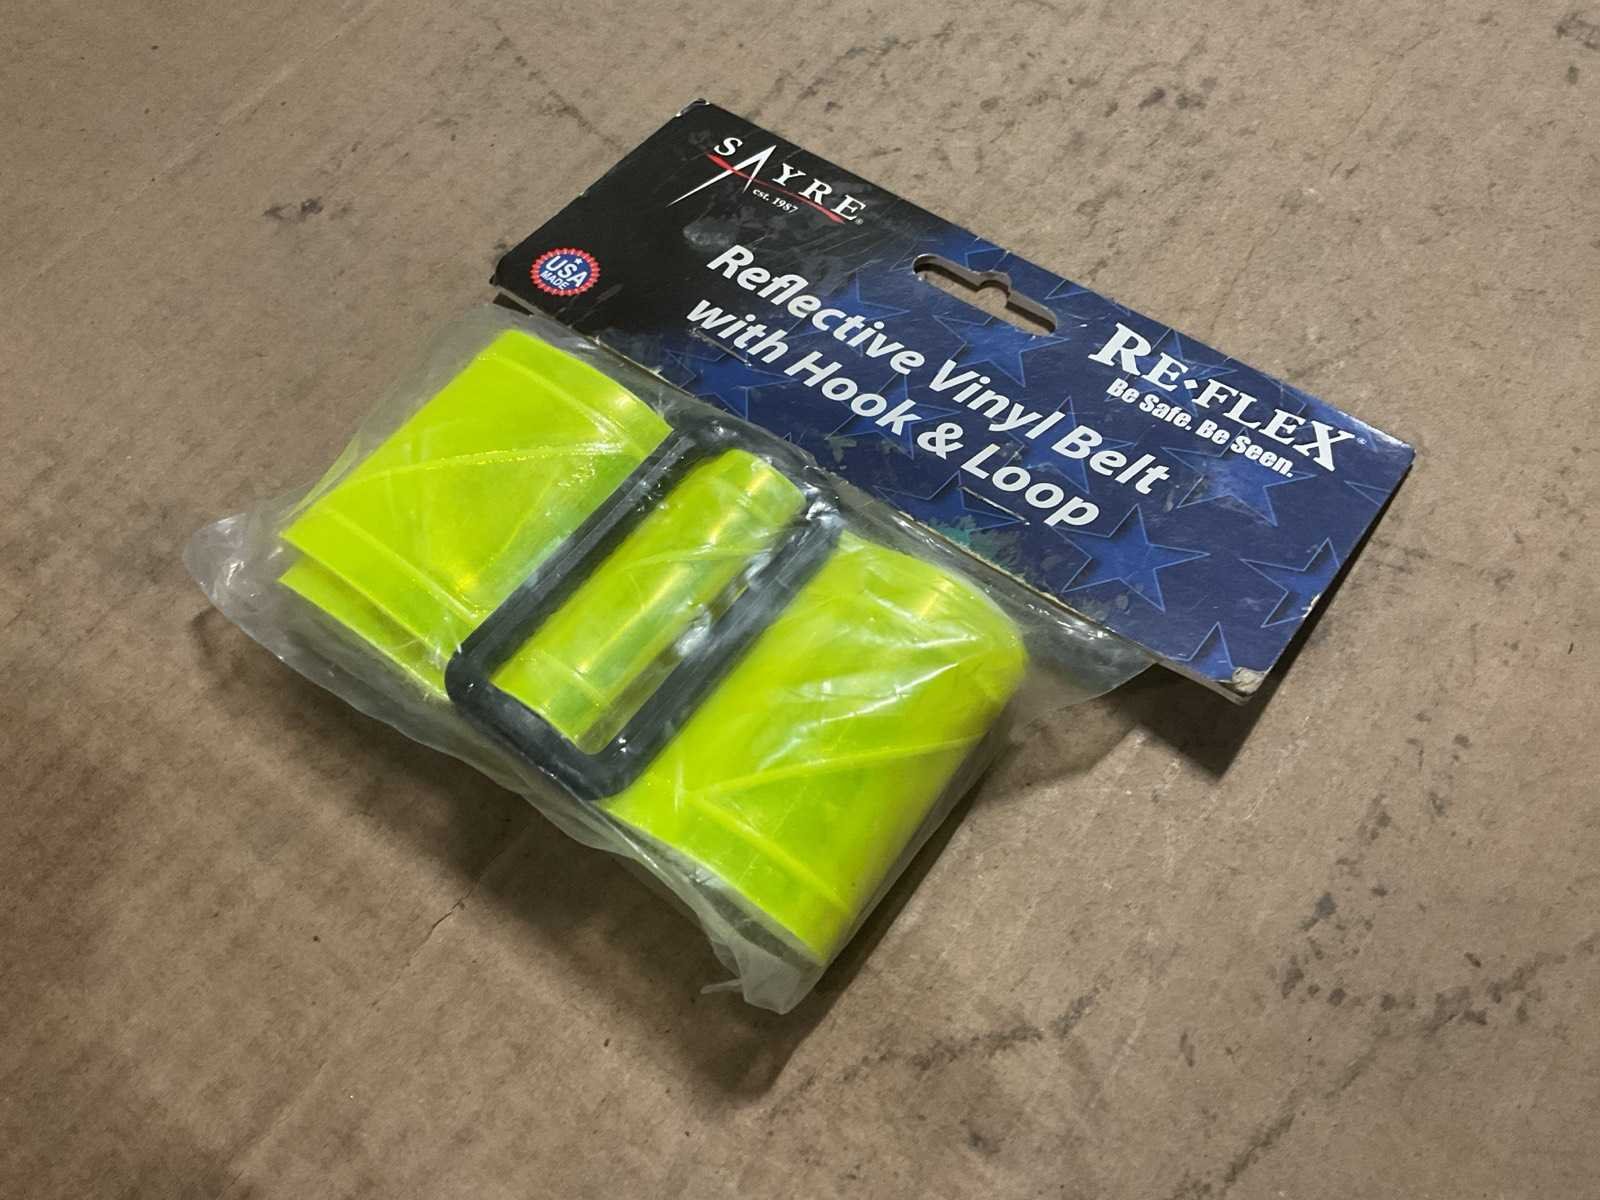 SAYRE®
est. 1987
USA
MADE
Reflective Vinyl Belt
with Hook & Loop
RE•FLEX®
Be Safe. Be Seen.